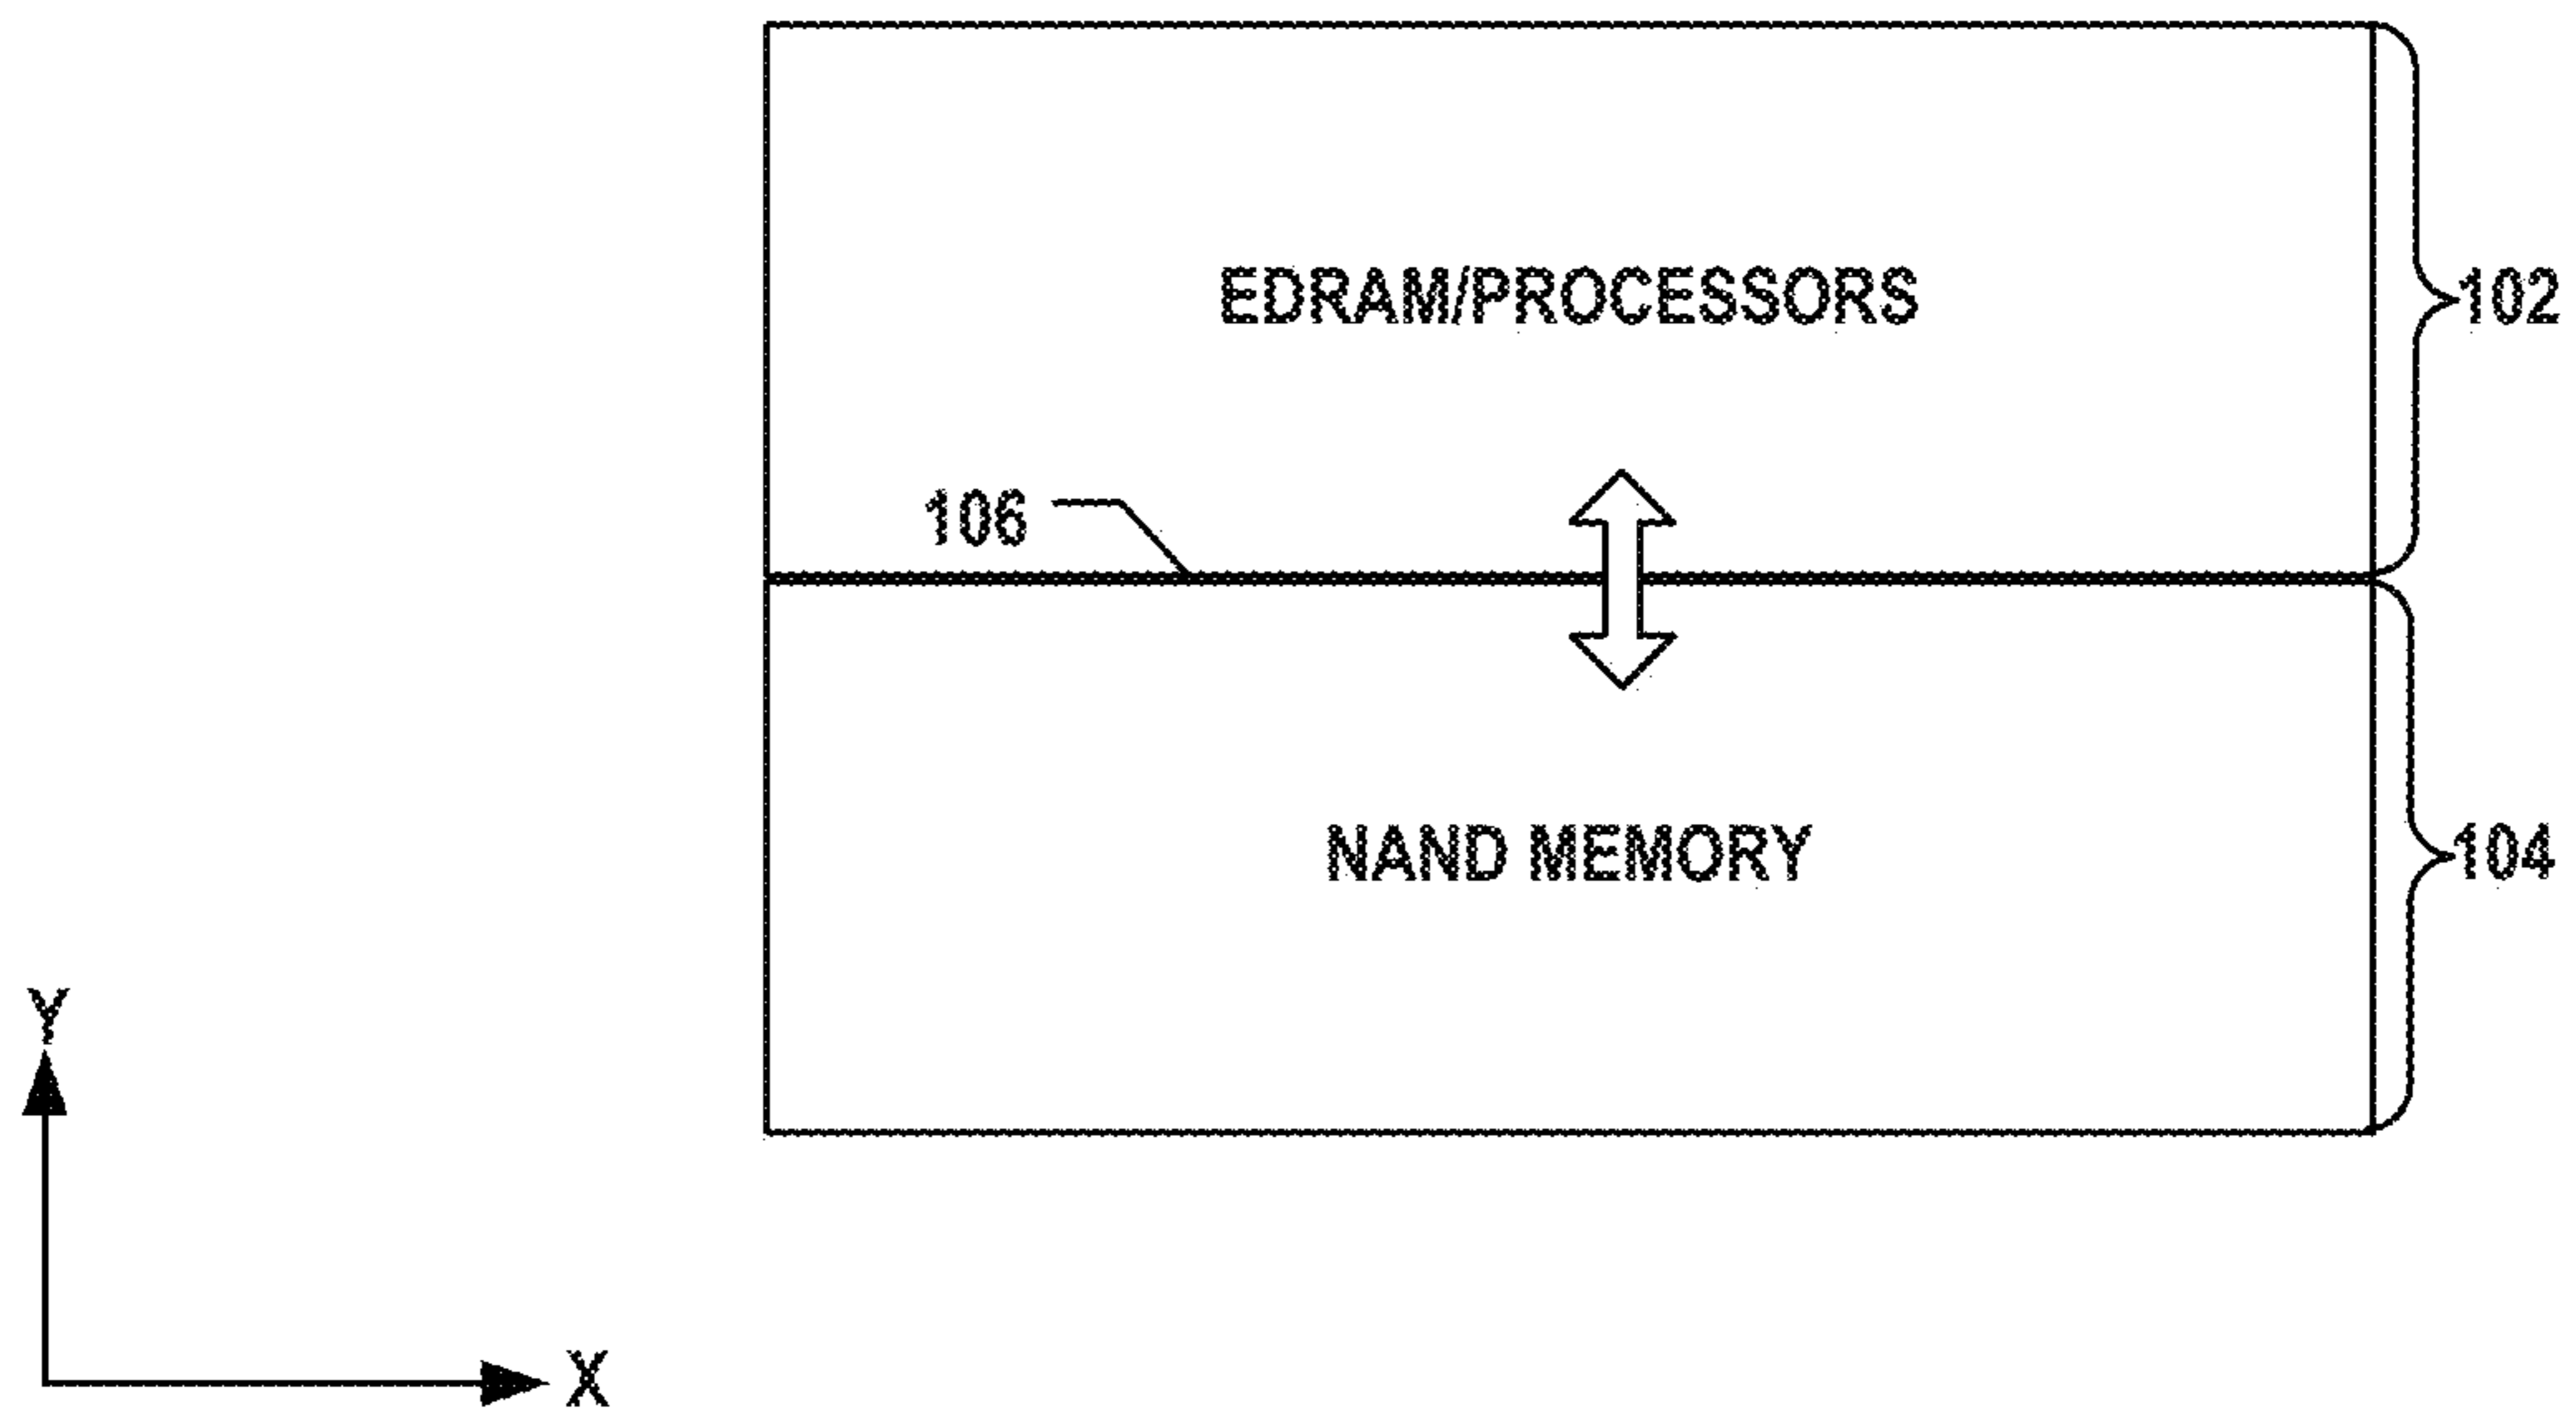 EDRAM/PROCESSORS
102
106
NAND MEMORY
104
Y
X